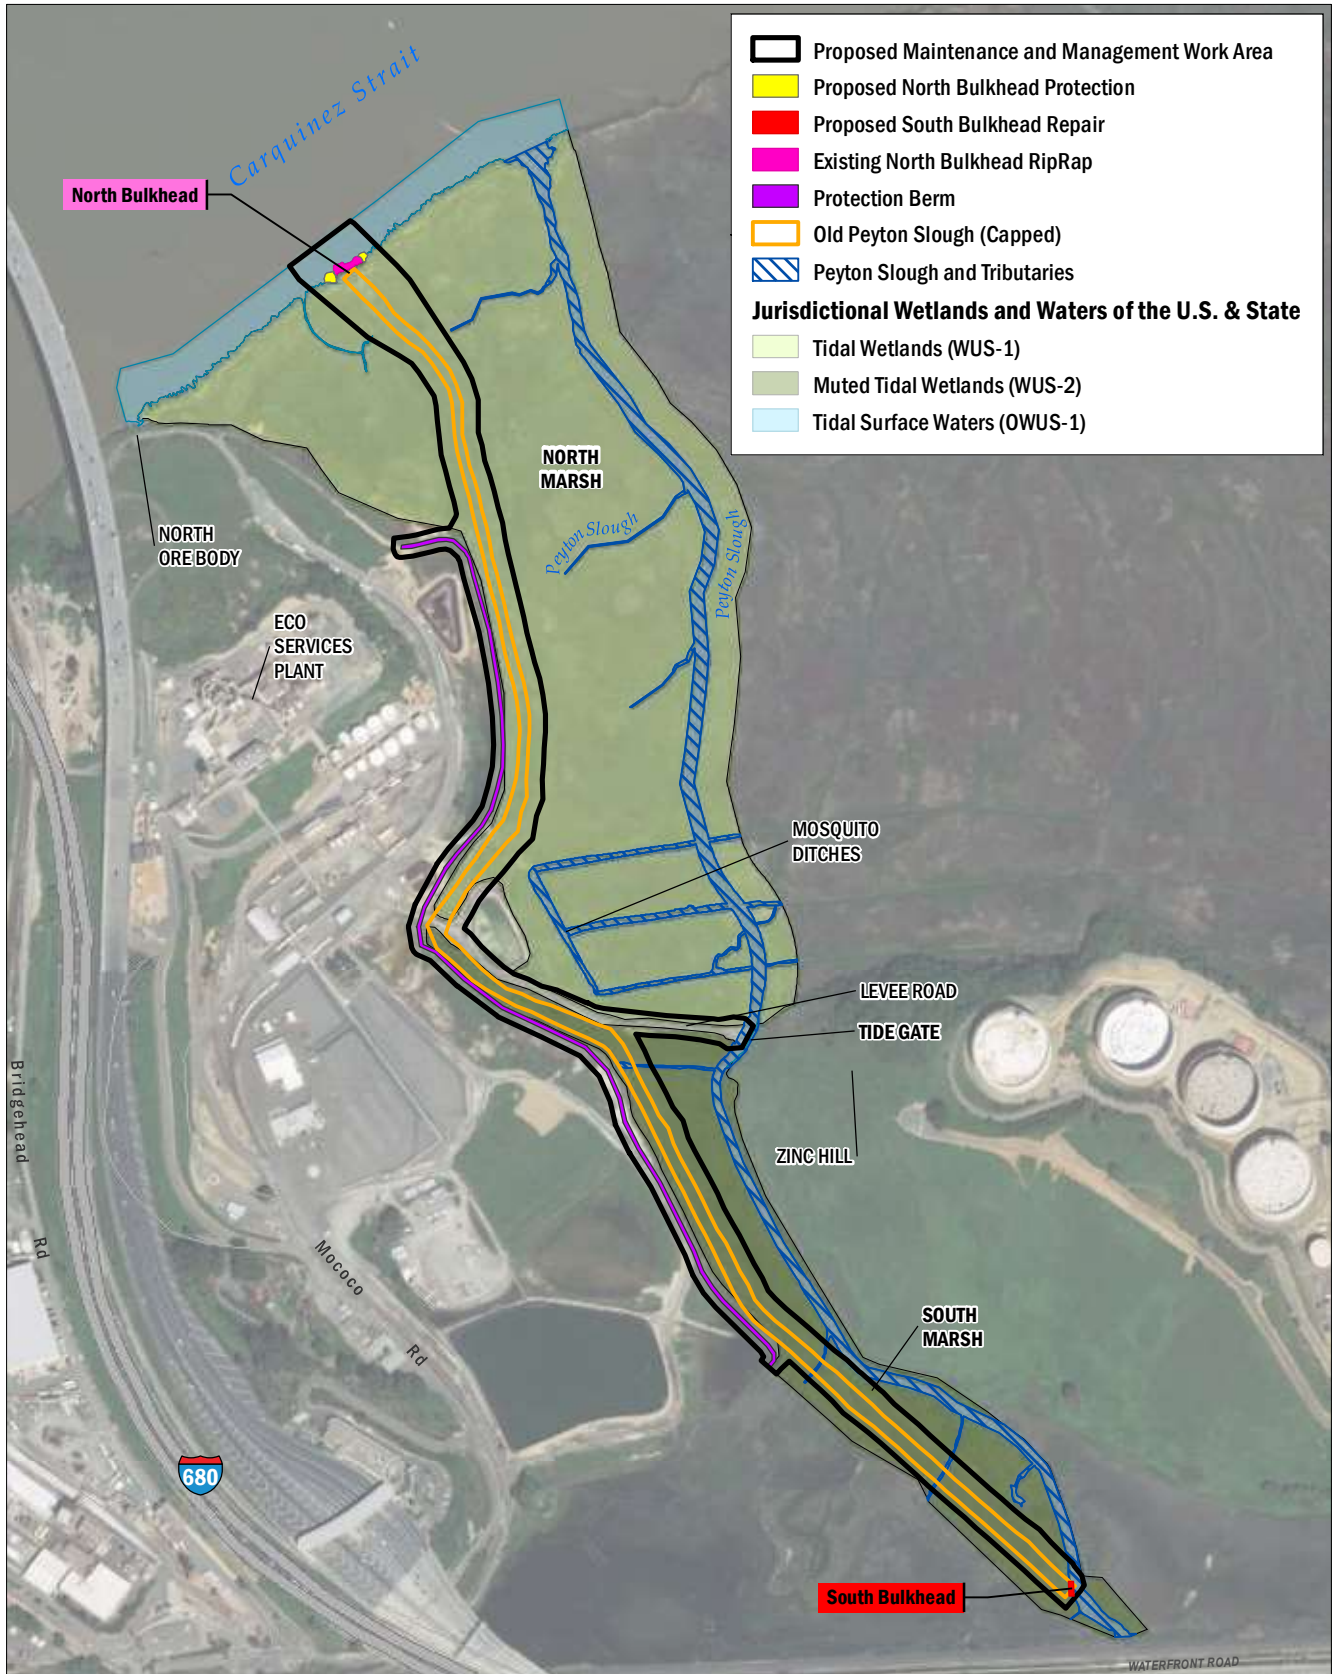 Carquinez Strait
Proposed Maintenance and Management Work Area
Proposed North Bulkhead Protection
Proposed South Bulkhead Repair
Existing North Bulkhead RipRap
Protection Berm
Old Peyton Slough (Capped)
Peyton Slough and Tributaries
Jurisdictional Wetlands and Waters of the U.S. & State
Tidal Wetlands (WUS-1)
Muted Tidal Wetlands (WUS-2)
Tidal Surface Waters (OWUS-1)
North Bulkhead
NORTH
MARSH
NORTH
ORE BODY
Peyton Slough
Peyton Slough
ECO
SERVICES
PLANT
MOSQUITO
DITCHES
LEVEE ROAD
TIDE GATE
ZINC HILL
Bridgehead
Rd
Mococo
Rd
SOUTH
MARSH
680
South Bulkhead
WATERFRONT ROAD